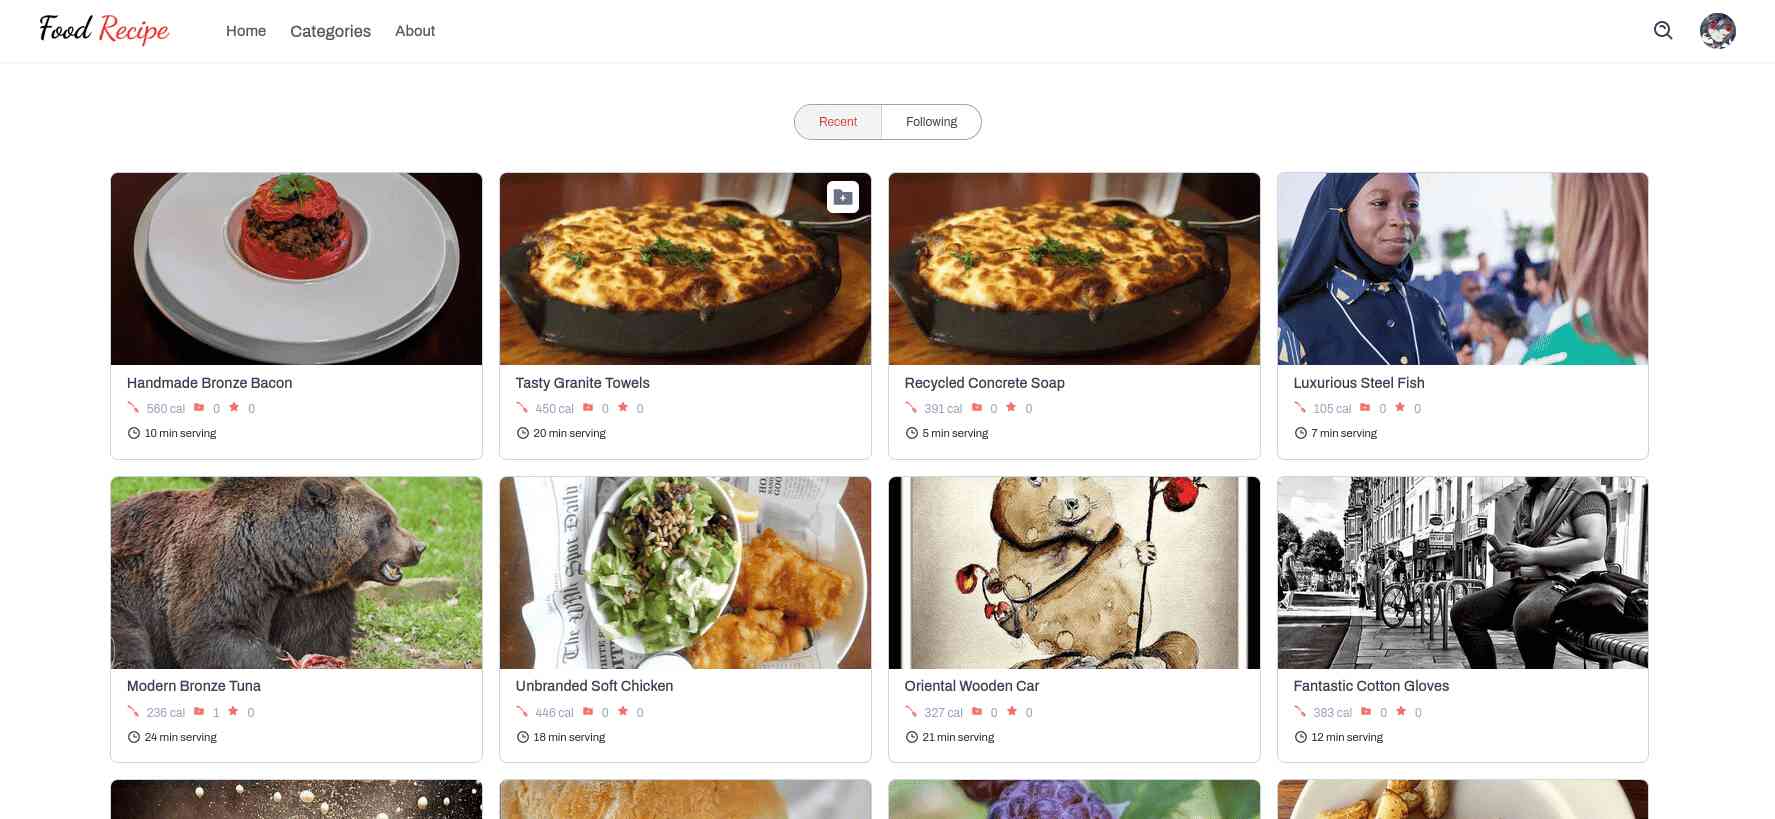 Food Recipe
Home Categories About
Recent Following
Handmade Bronze Bacon
560 cal 0 0
10 min serving
Tasty Granite Towels
450 cal 0 0
20 min serving
Recycled Concrete Soap
391 cal 0 0
5 min serving
Luxurious Steel Fish
105 cal 0 0
7 min serving
The Wilh Spot Daily
Modern Bronze Tuna
236 cal 1 0
24 min serving
Unbranded Soft Chicken
446 cal 0 0
18 min serving
Oriental Wooden Car
327 cal 0 0
21 min serving
Fantastic Cotton Gloves
383 cal 0 0
12 min serving